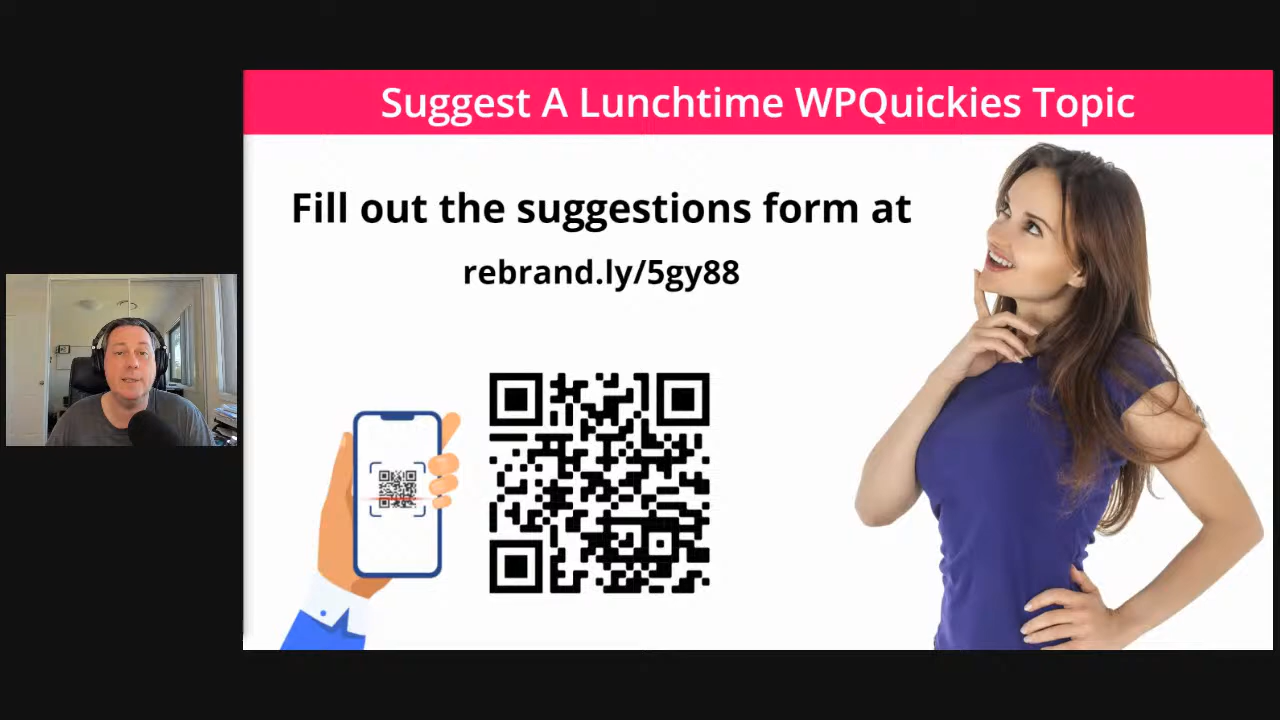 Suggest A Lunchtime WPQuickies Topic
Fill out the suggestions form at
rebrand.ly/5gy88